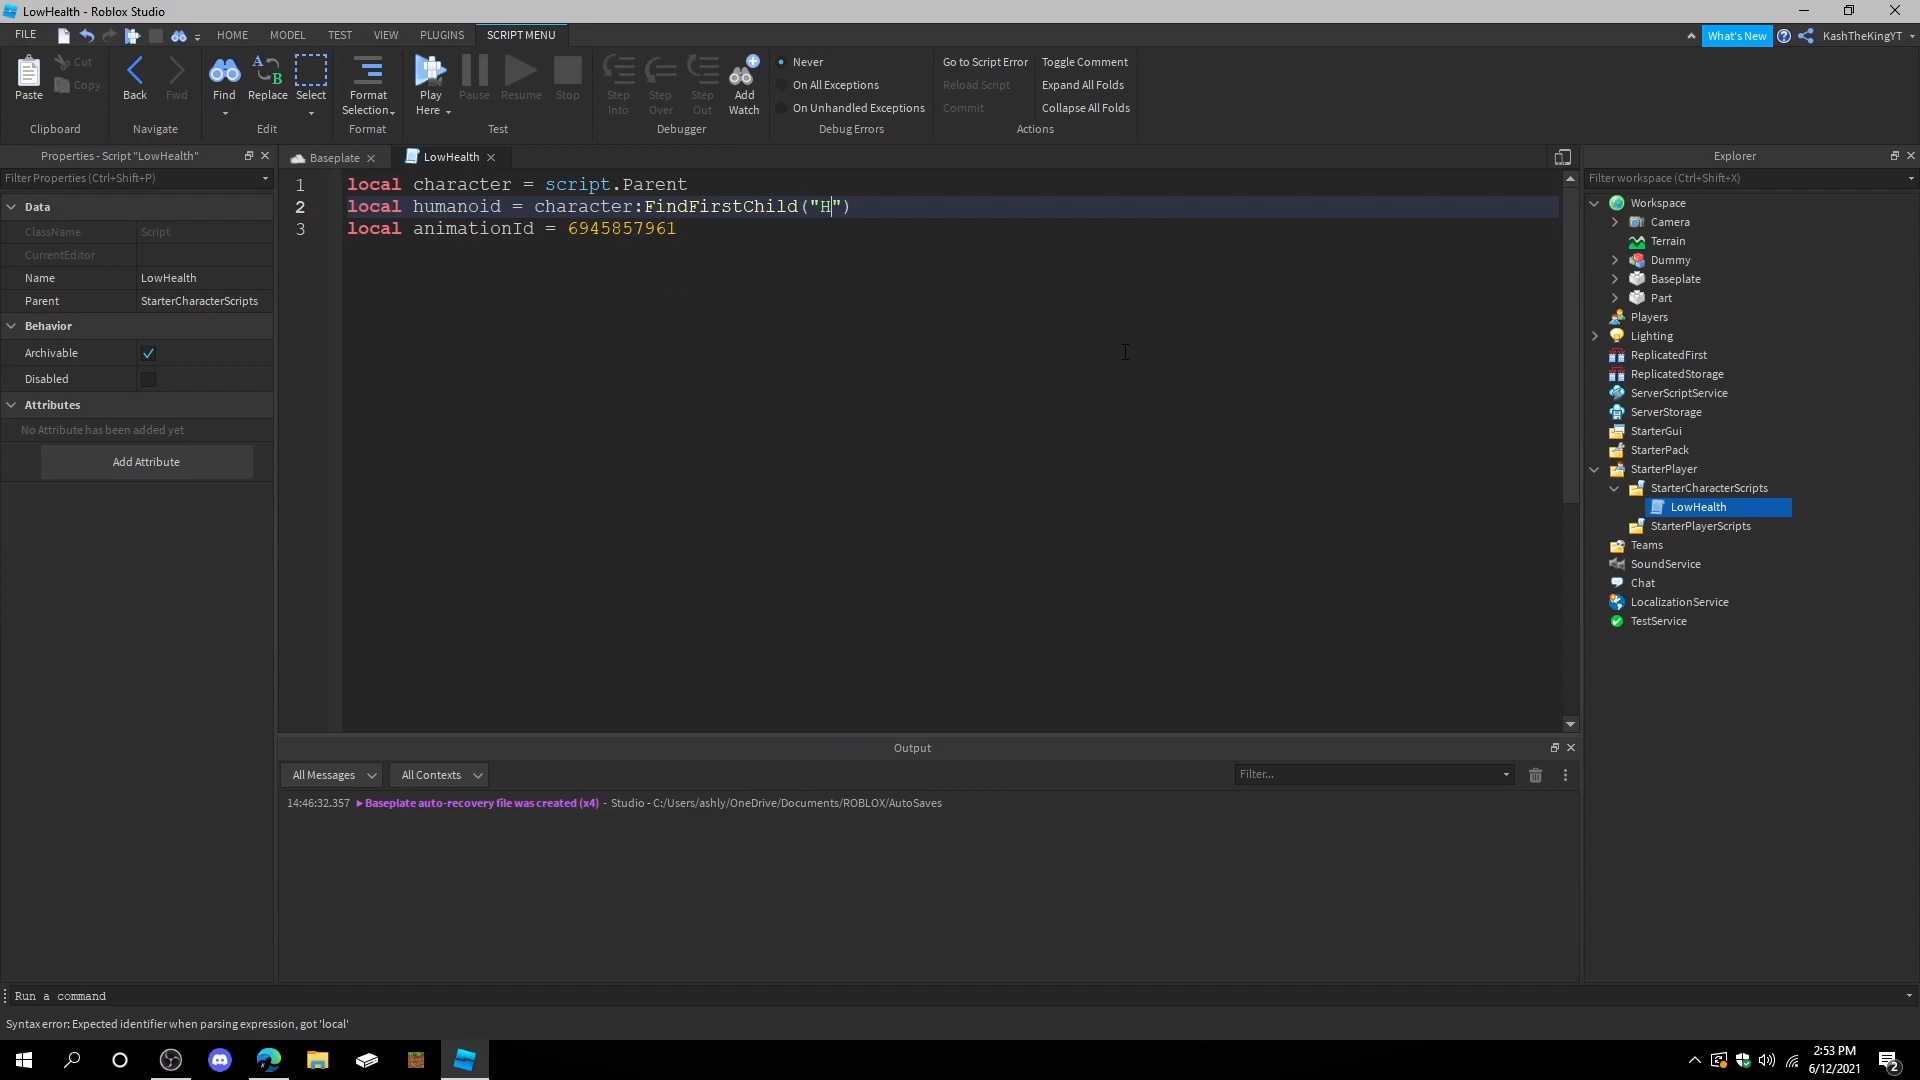 LowHealth - Roblox Studio
FILE HOME MODEL TEST VIEW PLUGINS SCRIPT MENU What's New KashTheKingYT
Paste Cut Copy
Clipboard
Back Fwd
Navigate
Find Replace Select
Edit
Format Selection
Format
Play Here Pause Resume Stop
Test
Step Into Step Over Step Out Add Watch
Debugger
Never
On All Exceptions
On Unhandled Exceptions
Debug Errors
Go to Script Error Toggle Comment
Reload Script Expand All Folds
Commit Collapse All Folds
Actions
Properties - Script "LowHealth"
Filter Properties (Ctrl+Shift+P)
Data
ClassName Script
CurrentEditor
Name LowHealth
Parent StarterCharacterScripts
Behavior
Archivable
Disabled
Attributes
No Attribute has been added yet
Add Attribute
Baseplate LowHealth
1 local character = script.Parent
2 local humanoid = character:FindFirstChild("H")
3 local animationId = 6945857961
Output
All Messages All Contexts Filter...
14:46:32.357 Baseplate auto-recovery file was created (x4) - Studio - C:/Users/ashly/OneDrive/Documents/ROBLOX/AutoSaves
Explorer
Filter workspace (Ctrl+Shift+X)
Workspace
Camera
Terrain
Dummy
Baseplate
Part
Players
Lighting
ReplicatedFirst
ReplicatedStorage
ServerScriptService
ServerStorage
StarterGui
StarterPack
StarterPlayer
StarterCharacterScripts
LowHealth
StarterPlayerScripts
Teams
SoundService
Chat
LocalizationService
TestService
Run a command
Syntax error: Expected identifier when parsing expression, got 'local'
2:53 PM
6/12/2021
2